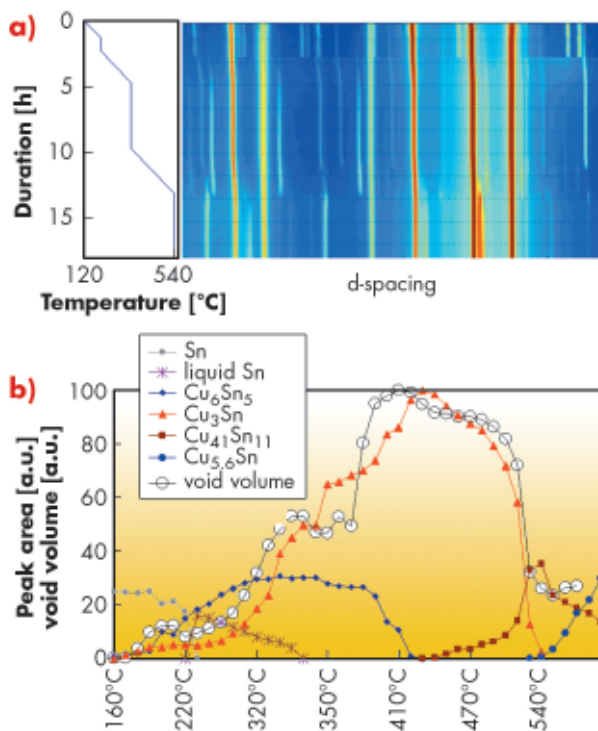 a)
0
5
10
15
Duration [h]
120 540
Temperature [°C]
d-spacing
b)
Sn
liquid Sn
Cu6Sn5
Cu3Sn
Cu41Sn11
Cu5.6Sn
void volume
100
80
60
40
20
0
Peak area [a.u.]
void volume [a.u.]
160°C
220°C
320°C
350°C
410°C
470°C
540°C